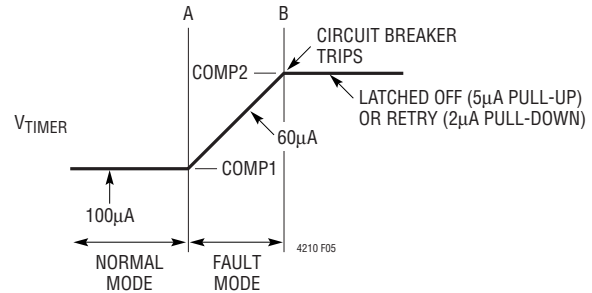 A
B
CIRCUIT BREAKER
TRIPS
COMP2
LATCHED OFF (5µA PULL-UP)
OR RETRY (2µA PULL-DOWN)
VTIMER
60µA
COMP1
100µA
4210 F05
NORMAL
MODE
FAULT
MODE